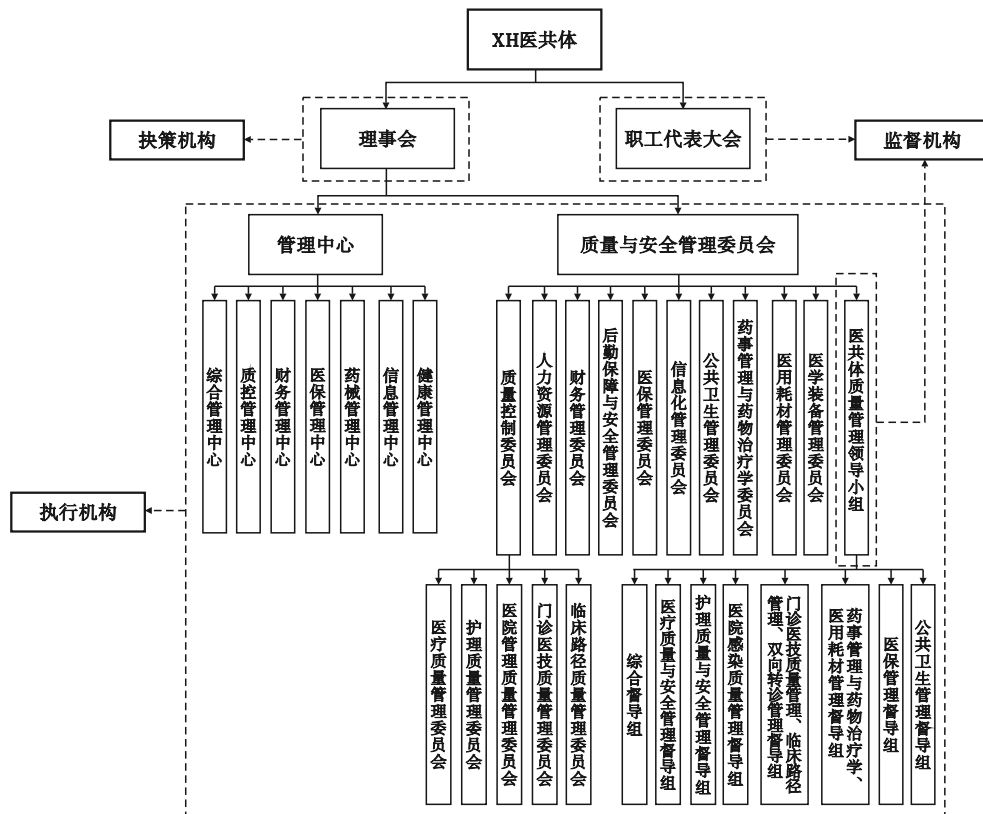 XH医共体
理事会
职工代表大会
抉策机构
监督机构
管理中心
质量与安全管理委员会
综合管理中心
质控管理中心
财务管理中心
医保管理中心
药械管理中心
信息管理中心
健康管理中心
质量控制委员会
人力资源管理委员会
财务管理委员会
后勤保障与安全管理委员会
医保管理委员会
信息化管理委员会
公共卫生管理委员会
药事管理与药物治疗学委员会
医用耗材管理委员会
医学装备管理委员会
医共体质量管理领导小组
执行机构
医疗质量管理委员会
护理质量管理委员会
医院管理质量管理委员会
门诊医技质量管理委员会
临床路径质量管理委员会
综合督导组
医疗质量与安全管理督导组
护理质量与安全管理督导组
医院感染质量管理督导组
门诊医技质量管理、临床路径
管理、双向转诊管理督导组
药事管理与药物治疗学、
医用耗材管理督导组
医保管理督导组
公共卫生管理督导组